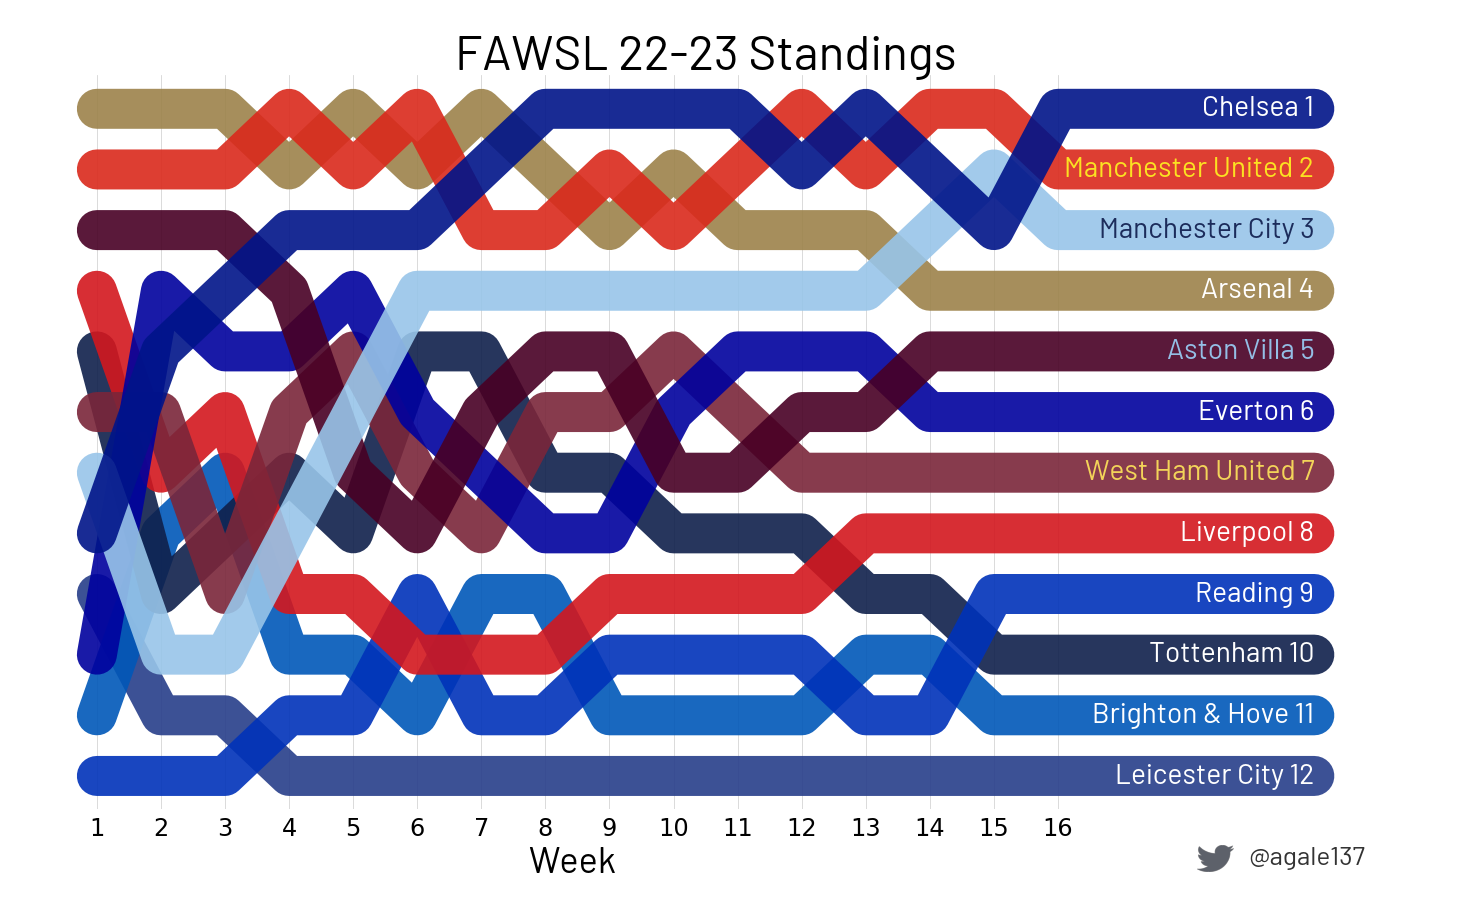 FAWSL 22-23 Standings
Chelsea 1
Manchester United 2
Manchester City 3
Arsenal 4
Aston Villa 5
Everton 6
West Ham United 7
Liverpool 8
Reading 9
Tottenham 10
Brighton & Hove 11
Leicester City 12
1 2 3 4 5 6 7 8 9 10 11 12 13 14 15 16
Week
@agale137